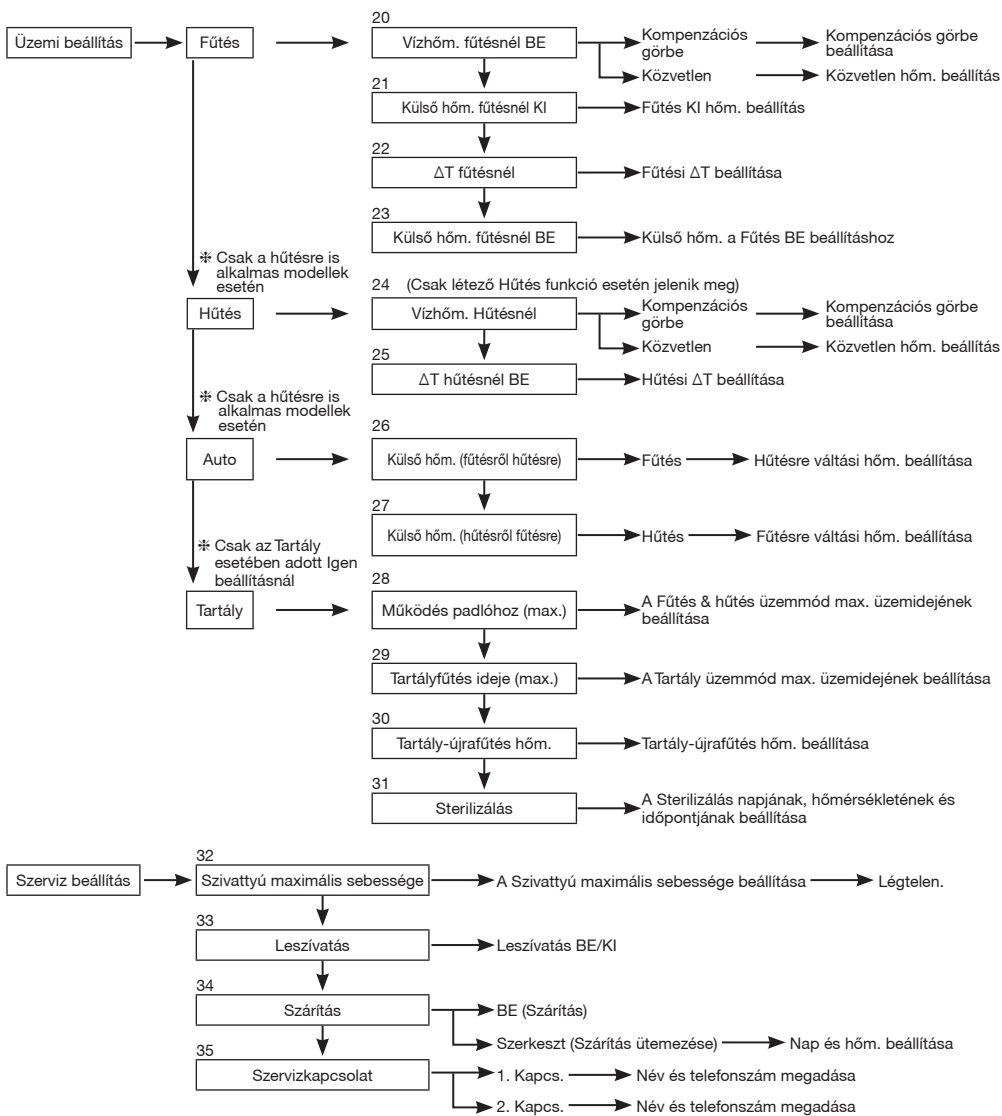 20
Üzemi beállítás
Fűtés
Vízhőm. fűtésnél BE
Kompenzációs
görbe
Kompenzációs görbe
beállítása
Közvetlen
Közvetlen hőm. beállítás
21
Külső hőm. fűtésnél KI
Fűtés KI hőm. beállítás
22
ΔT fűtésnél
Fűtési ΔT beállítása
23
Külső hőm. fűtésnél BE
Külső hőm. a Fűtés BE beállításhoz
❈ Csak a hűtésre is
alkalmas modellek
esetén
24 (Csak létező Hűtés funkció esetén jelenik meg)
Hűtés
Vízhőm. Hűtésnél
Kompenzációs
görbe
Kompenzációs görbe
beállítása
Közvetlen
Közvetlen hőm. beállítás
25
ΔT hűtésnél BE
Hűtési ΔT beállítása
❈ Csak a hűtésre is
alkalmas modellek
esetén
26
Auto
Külső hőm. (fűtésről hűtésre)
Fűtés
Hűtésre váltási hőm. beállítása
27
Külső hőm. (hűtésről fűtésre)
Hűtés
Fűtésre váltási hőm. beállítása
❈ Csak az Tartály
esetében adott Igen
beállításnál
28
Tartály
Működés padlóhoz (max.)
A Fűtés & hűtés üzemmód max. üzemidejének
beállítása
29
Tartályfűtés ideje (max.)
A Tartály üzemmód max. üzemidejének beállítása
30
Tartály-újrafűtés hőm.
Tartály-újrafűtés hőm. beállítása
31
Sterilizálás
A Sterilizálás napjának, hőmérsékletének és
időpontjának beállítása
32
Szerviz beállítás
Szivattyú maximális sebessége
A Szivattyú maximális sebessége beállítása
Légtelen.
33
Leszívatás
Leszívatás BE/KI
34
Szárítás
BE (Szárítás)
Szerkeszt (Szárítás ütemezése)
Nap és hőm. beállítása
35
Szervizkapcsolat
1. Kapcs.
Név és telefonszám megadása
2. Kapcs.
Név és telefonszám megadása